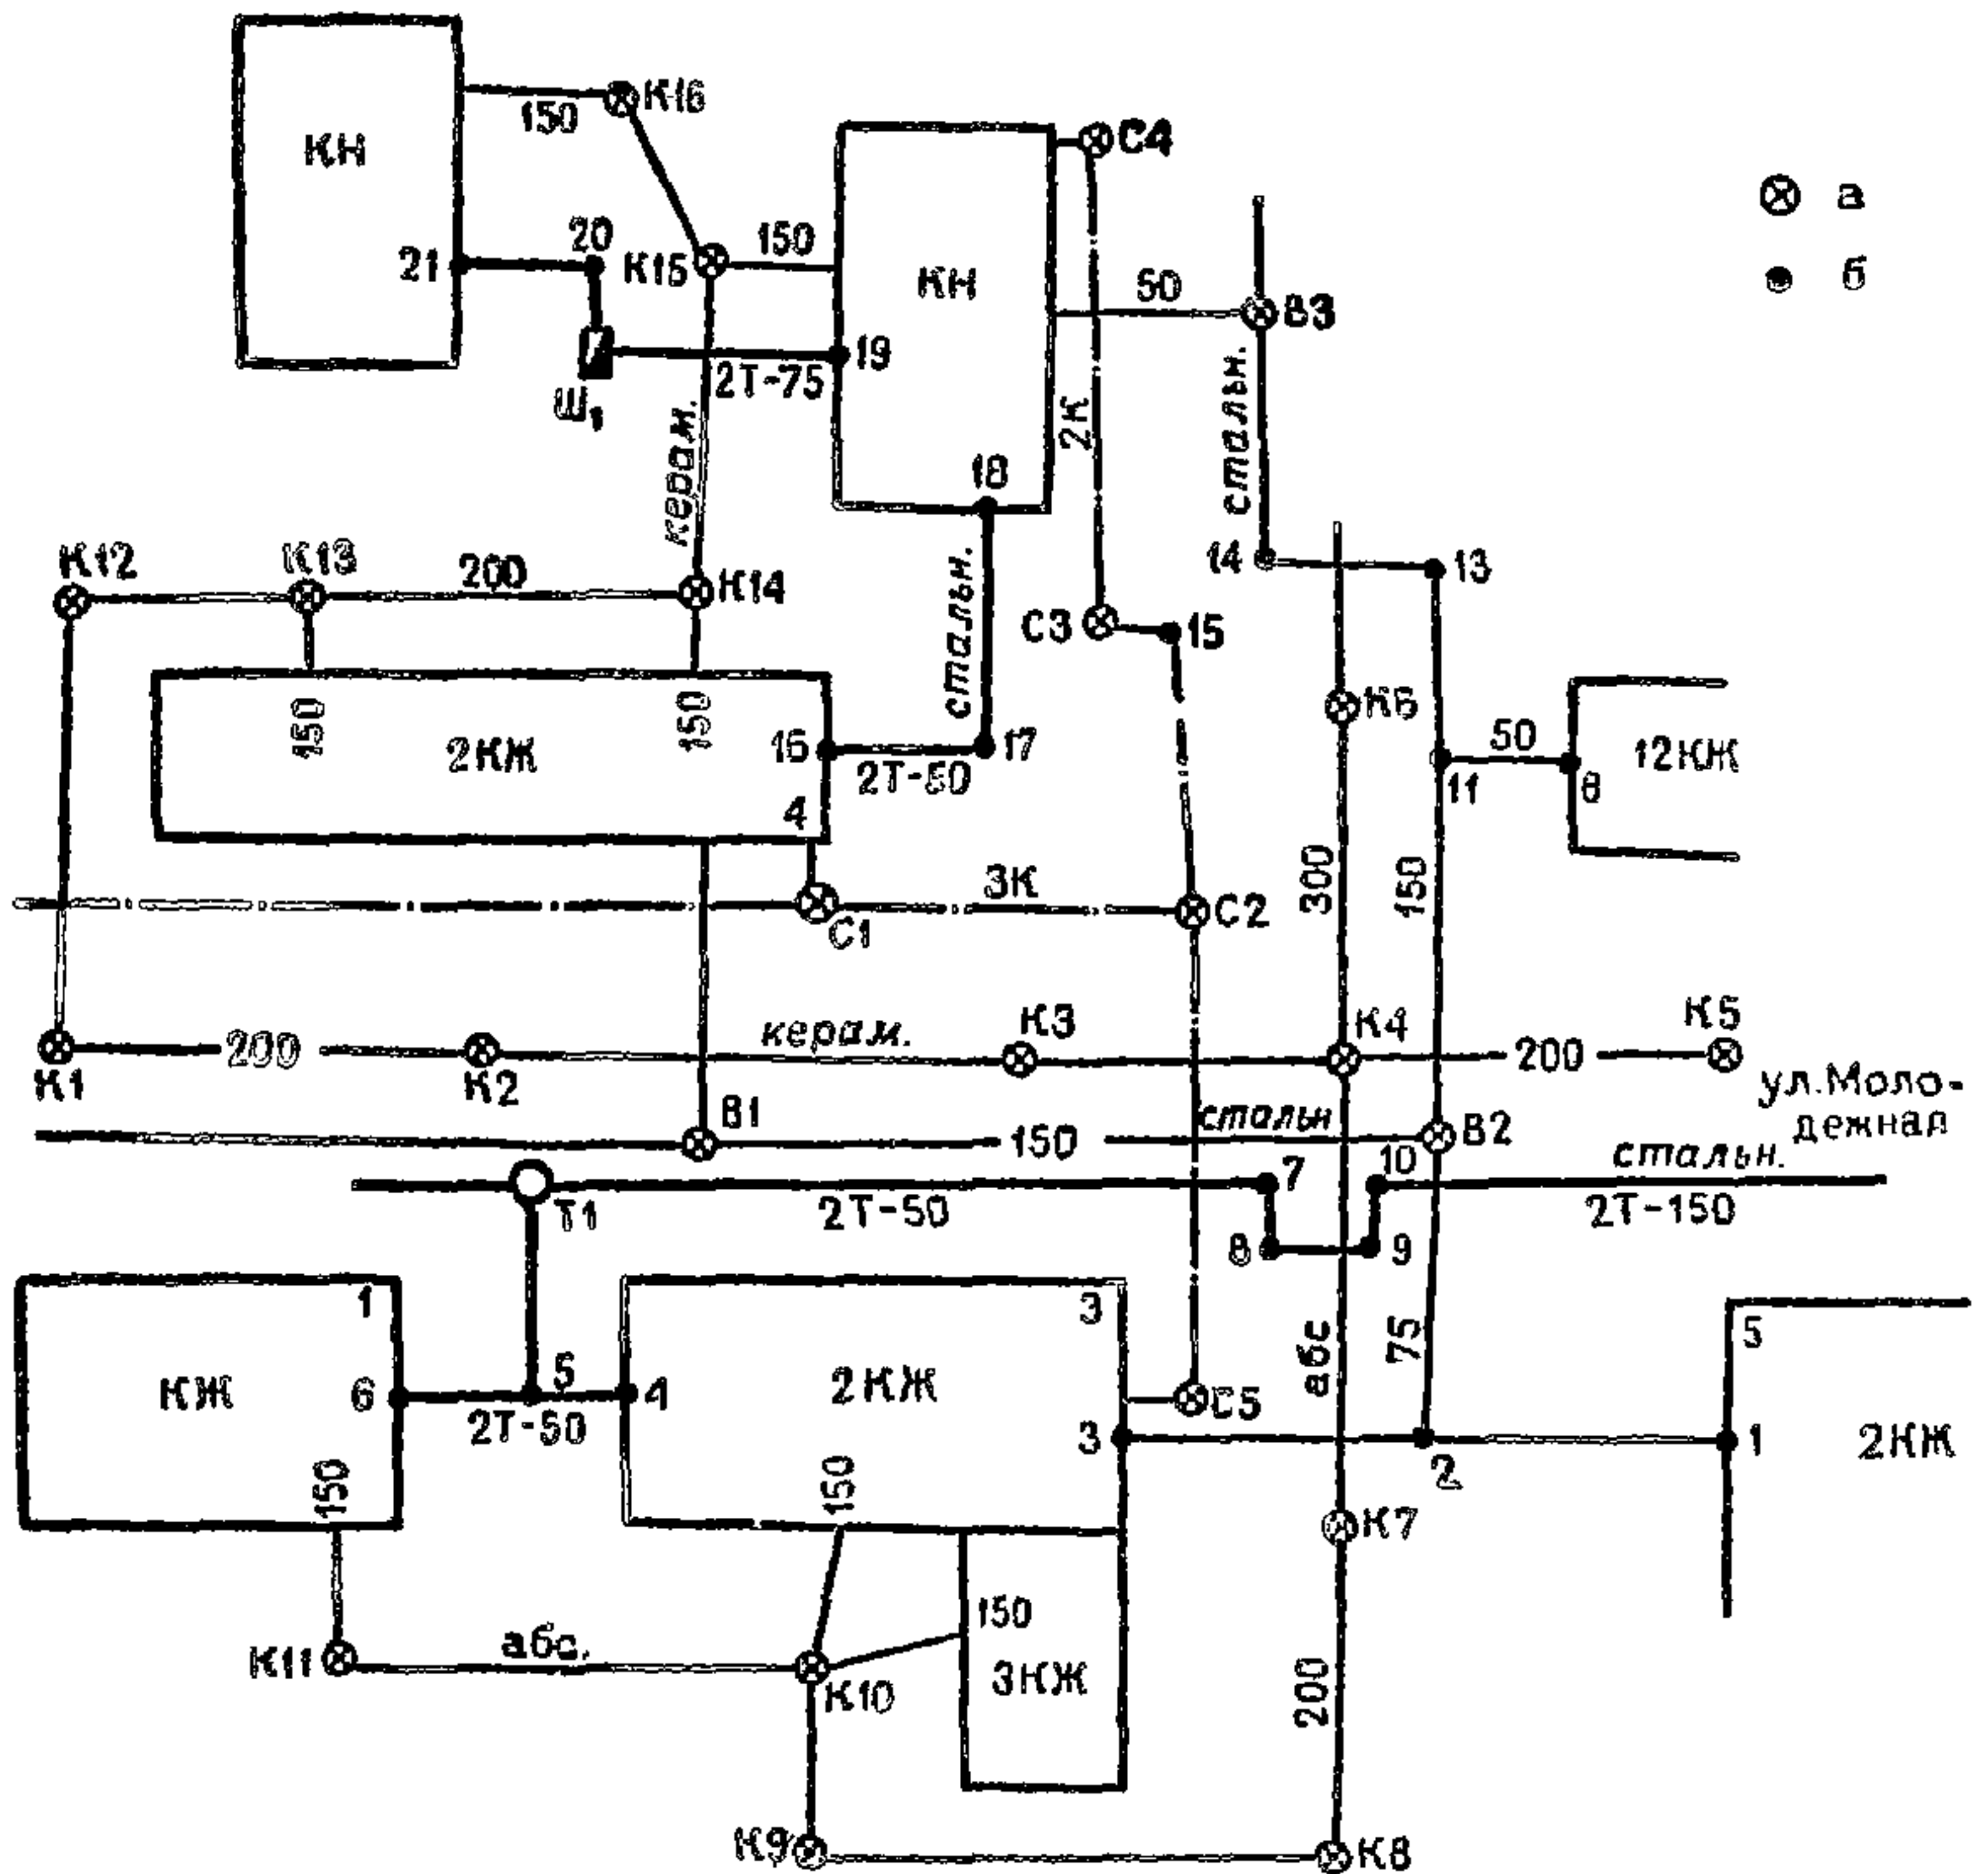 К16
150
КН
С4
а
150
20
21
К15
КН
50
б
В3
19
2Т-75
Ш₁
стальн.
2К
керам.
18
К12
К13
200
К14
14
13
стальн.
С3
15
150
150
К6
2КЖ
16
17
50
12КЖ
2Т-50
11
8
4
300
150
3К
С1
С2
К3
К4
К5
керам.
200
200
К1
К2
ул.Моло-
дежная
В1
стальн
150
В2
10
стальн.
7
Т1
2Т-50
2Т-150
8
9
1
3
5
5
абс
75
КЖ
6
4
2КЖ
С5
2Т-50
3
1
2КЖ
2
150
150
К7
150
абс.
К11
3КЖ
К10
200
К9
К8